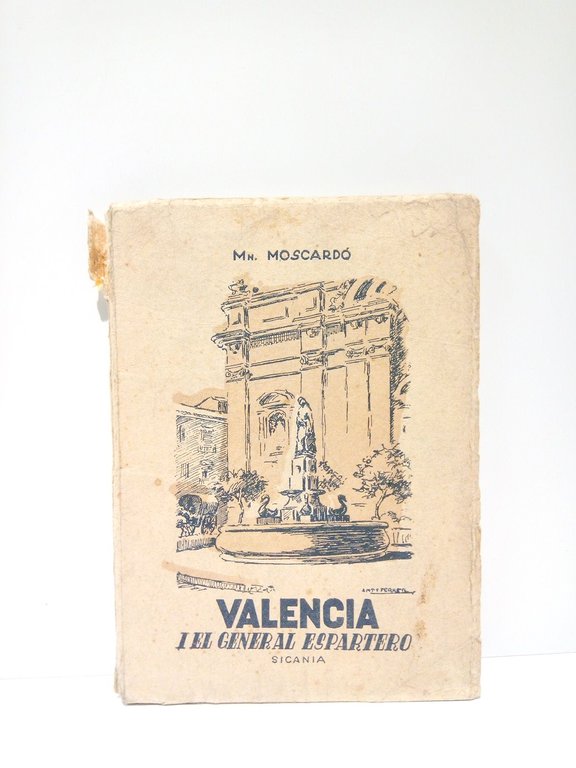 Mn. MOSCARDÓ
VALENCIA
I EL GENERAL ESPARTERO
SICANIA